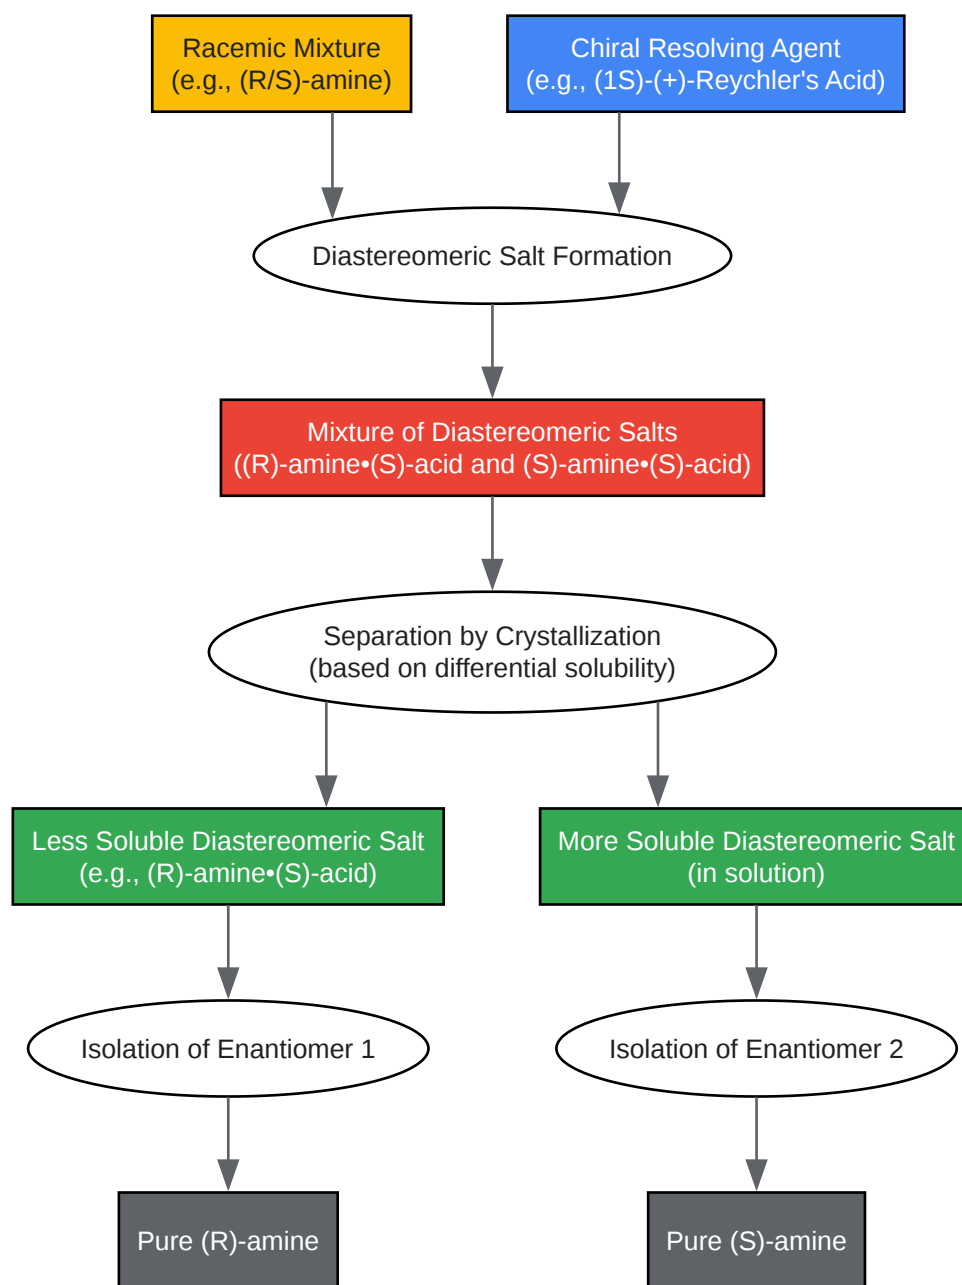 Racemic Mixture
(e.g., (R/S)-amine)
Chiral Resolving Agent
(e.g., (1S)-(+)-Reychler's Acid)
Diastereomeric Salt Formation
Mixture of Diastereomeric Salts
((R)-amine•(S)-acid and (S)-amine•(S)-acid)
Separation by Crystallization
(based on differential solubility)
Less Soluble Diastereomeric Salt
(e.g., (R)-amine•(S)-acid)
More Soluble Diastereomeric Salt
(in solution)
Isolation of Enantiomer 1
Isolation of Enantiomer 2
Pure (R)-amine
Pure (S)-amine